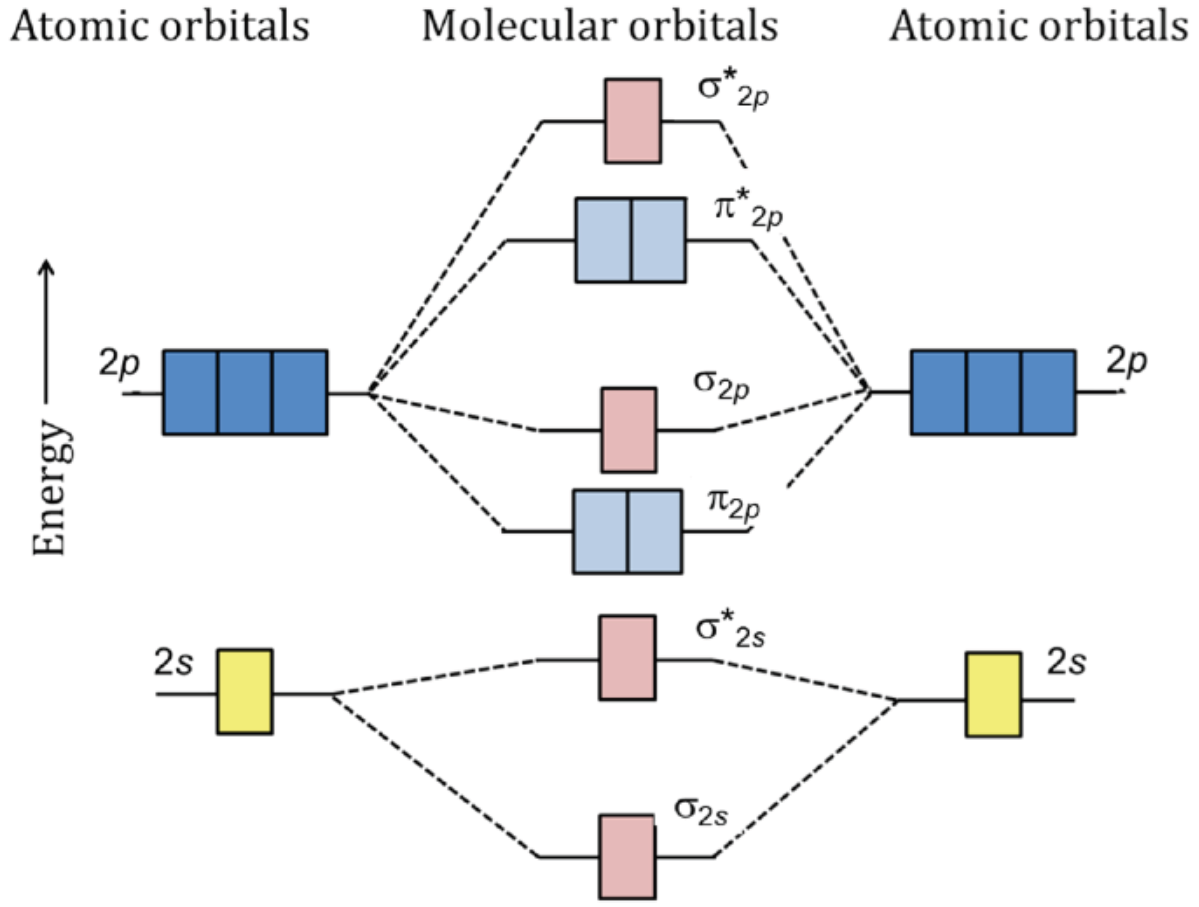 Atomic orbitals Molecular orbitals Atomic orbitals
σ*2p
π*2p
2p
2p
σ2p
π2p
Energy
σ*2s
2s
2s
σ2s